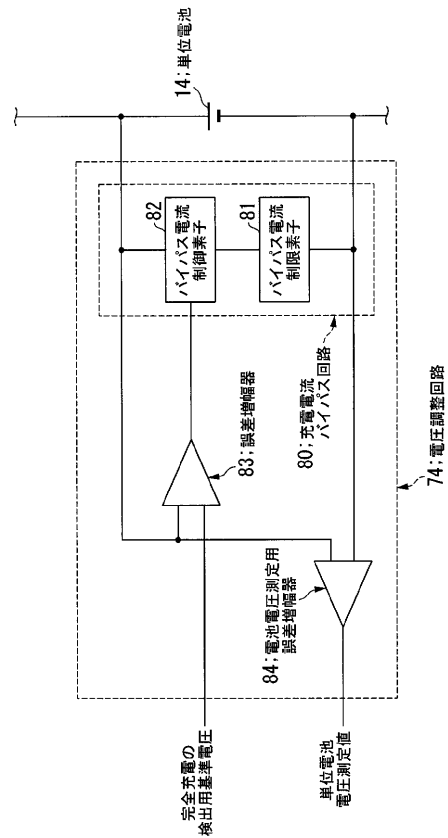 14;単位電池
82
バイパス電流
制御素子
81
バイパス電流
制限素子
83;誤差増幅器
80;充電電流
バイパス回路
74;電圧調整回路
84;電池電圧測定用
誤差増幅器
完全充電の
検出用基準電圧
単位電池
電圧測定値